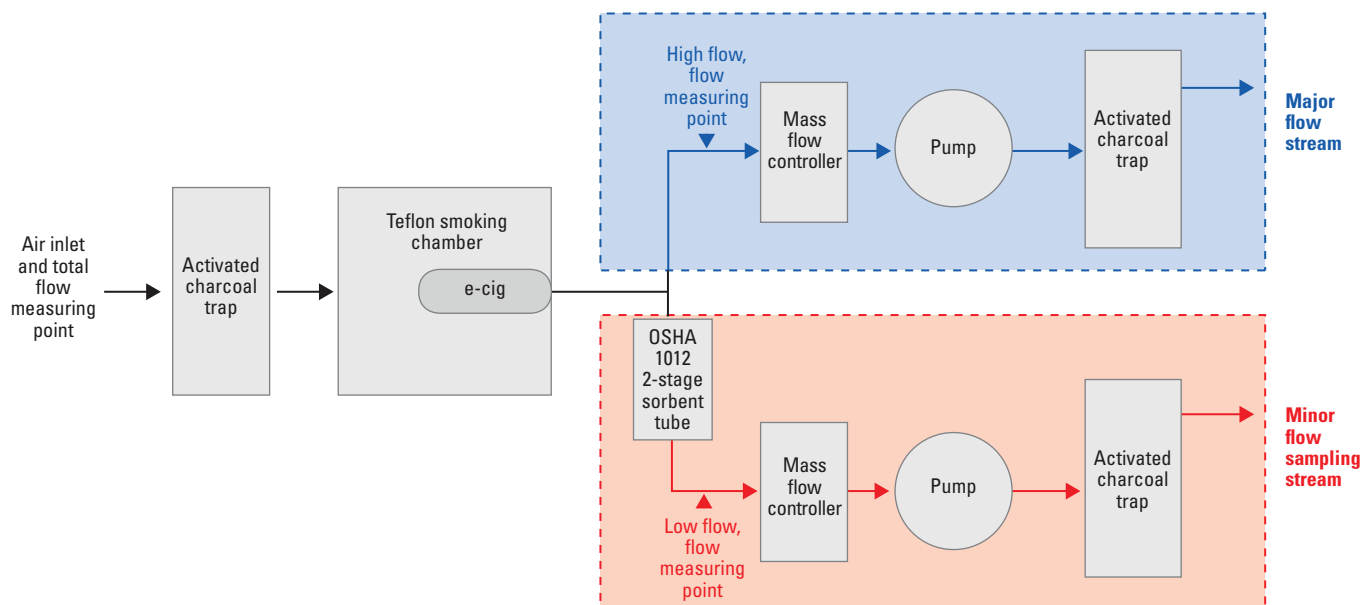 Air inlet
and total
flow
measuring
point
Activated
charcoal
trap
Teflon smoking
chamber
e-cig
High flow,
flow
measuring
point
Mass
flow
controller
Pump
Activated
charcoal
trap
Major
flow
stream
OSHA
1012
2-stage
sorbent
tube
Low flow,
flow
measuring
point
Mass
flow
controller
Pump
Activated
charcoal
trap
Minor
flow
sampling
stream